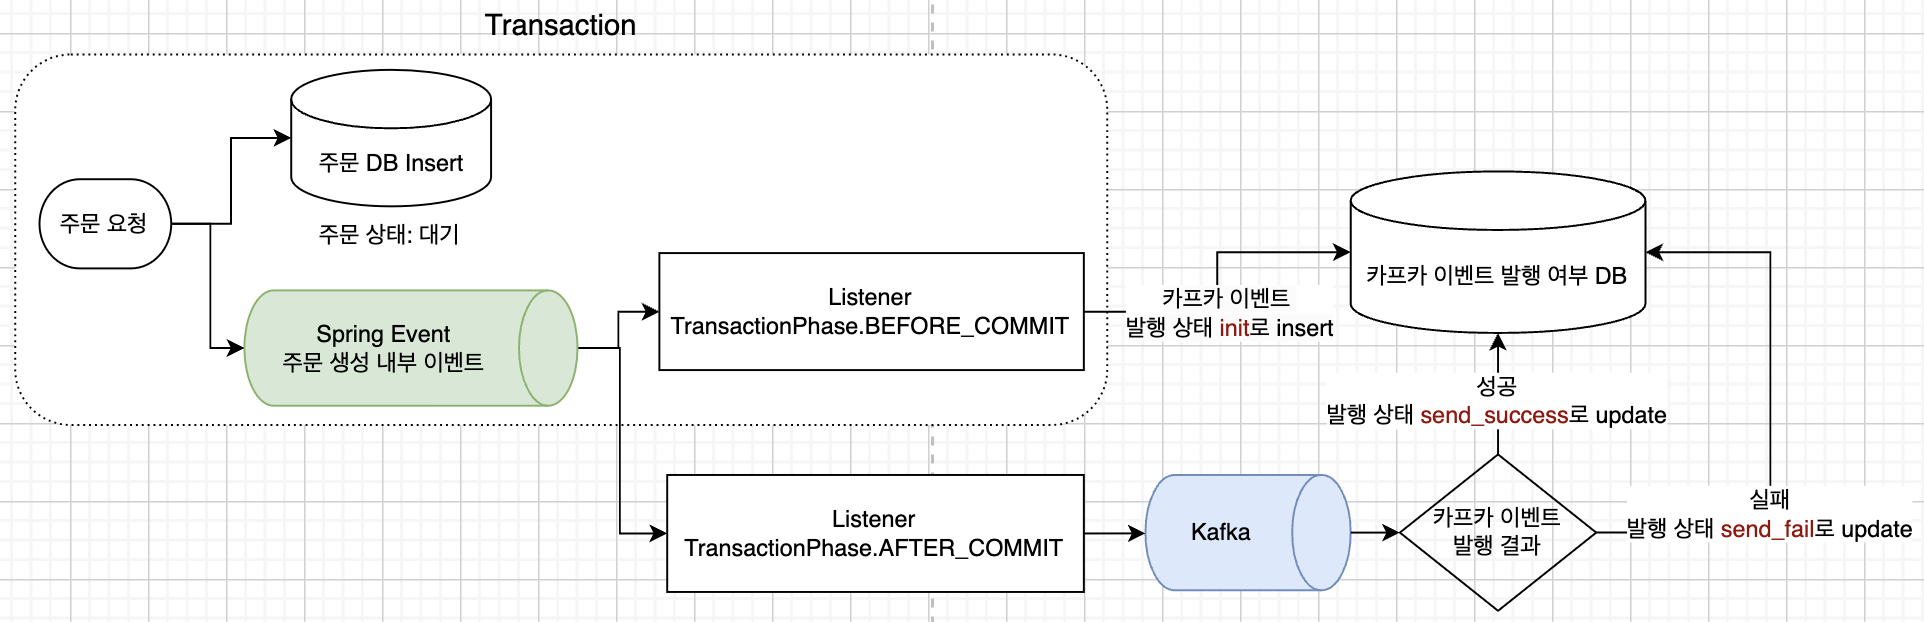 Transaction
주문 DB Insert
주문 요청
주문 상태: 대기
Spring Event
주문 생성 내부 이벤트
Listener
TransactionPhase.BEFORE_COMMIT
카프카 이벤트
발행 상태 init로 insert
카프카 이벤트 발행 여부 DB
성공
발행 상태 send_success로 update
Listener
TransactionPhase.AFTER_COMMIT
Kafka
카프카 이벤트
발행 결과
실패
발행 상태 send_fail로 update